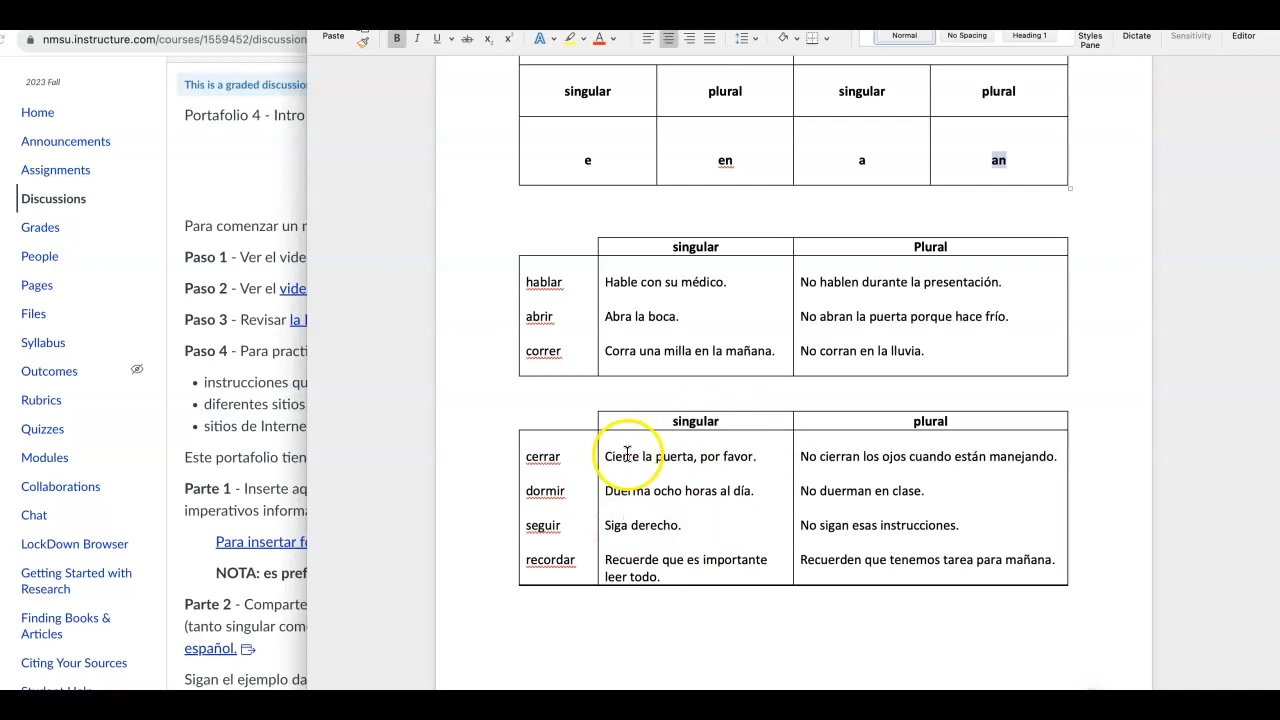 nmsu.instructure.com/courses/1559452/discussion
Paste
B I U ab x₂ x² A A
Normal
No Spacing
Heading 1
Styles
Pane
Dictate
Sensitivity
Editor
2023 Fall
Home
Announcements
Assignments
Discussions
Grades
People
Pages
Files
Syllabus
Outcomes
Rubrics
Quizzes
Modules
Collaborations
Chat
LockDown Browser
Getting Started with
Research
Finding Books &
Articles
Citing Your Sources
This is a graded discussio
Portafolio 4 - Intro
Para comenzar un
Paso 1 - Ver el vide
Paso 2 - Ver el vide
Paso 3 - Revisar la
Paso 4 - Para practi
• instrucciones qu
• diferentes sitios
• sitios de Interne
Este portafolio tien
Parte 1 - Inserte aq
imperativos informa
Para insertar f
NOTA: es pref
Parte 2 - Comparte
(tanto singular com
español.
Sigan el ejemplo da
singular plural singular plural
e en a an
singular Plural
hablar Hable con su médico. No hablen durante la presentación.
abrir Abra la boca. No abran la puerta porque hace frío.
correr Corra una milla en la mañana. No corran en la lluvia.
singular plural
cerrar Cierre la puerta, por favor. No cierran los ojos cuando están manejando.
dormir Duerma ocho horas al día. No duerman en clase.
seguir Siga derecho. No sigan esas instrucciones.
recordar Recuerde que es importante Recuerden que tenemos tarea para mañana.
leer todo.